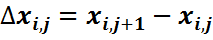 Δx_{i,j} = x_{i,j+1} − x_{i,j}